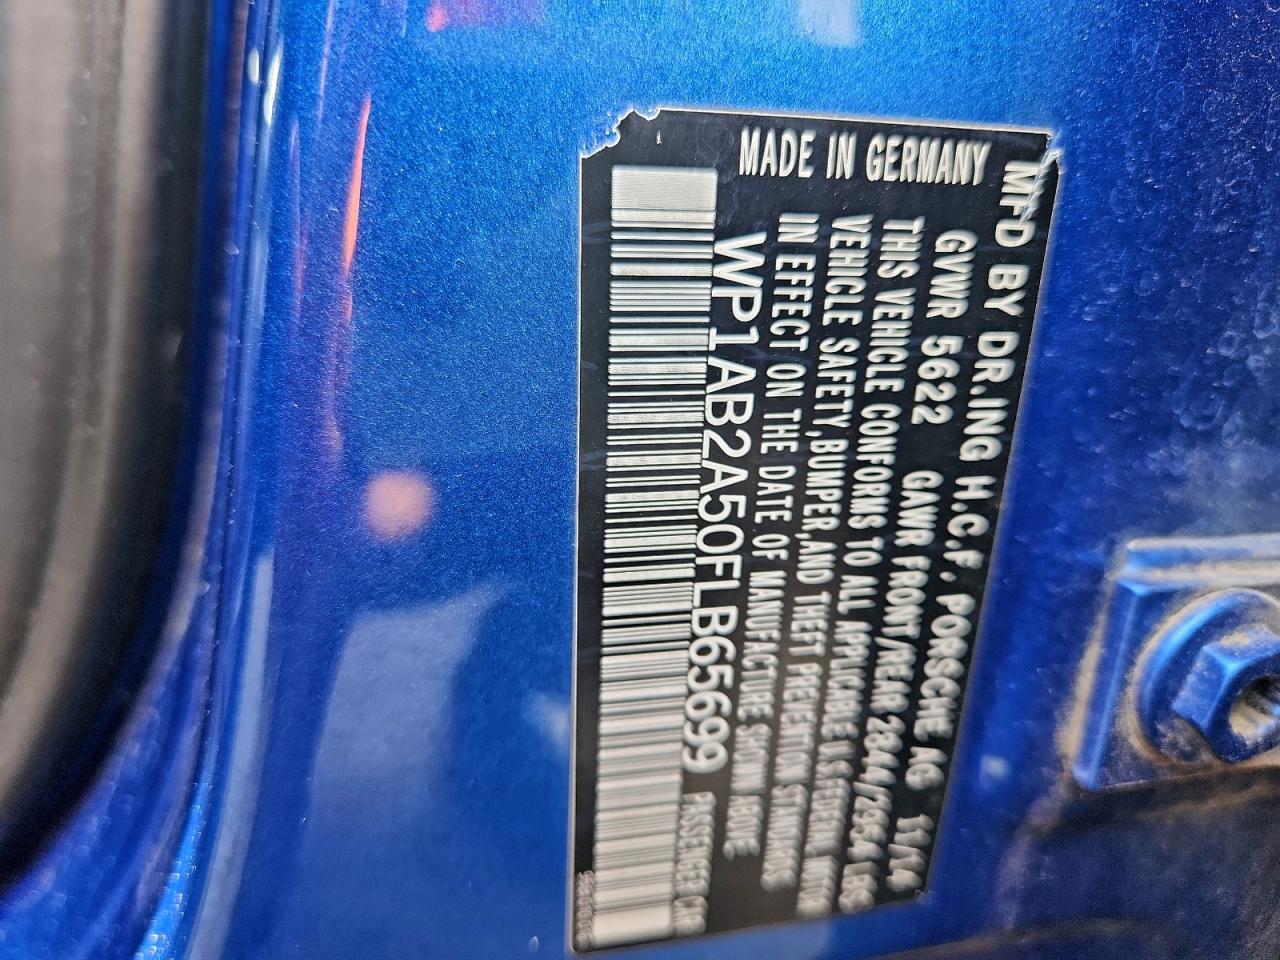 MFD BY DR.ING H.C.F. PORSCHE AG 11/14
GVWR 5622 GAWR FRONT/REAR 2844/2954 LBS
THIS VEHICLE CONFORMS TO ALL APPLICABLE U.S.FEDERAL MOTOR
VEHICLE SAFETY,BUMPER,AND THEFT PREVENTION STANDARDS
IN EFFECT ON THE DATE OF MANUFACTURE SHOWN ABOVE
WP1AB2A50FLB65699 PASSENGER CAR
MADE IN GERMANY